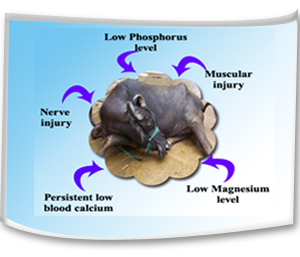 Low Phosphorus
level
Muscular
injury
Nerve
injury
Persistent low
blood calcium
Low Magnesium
level